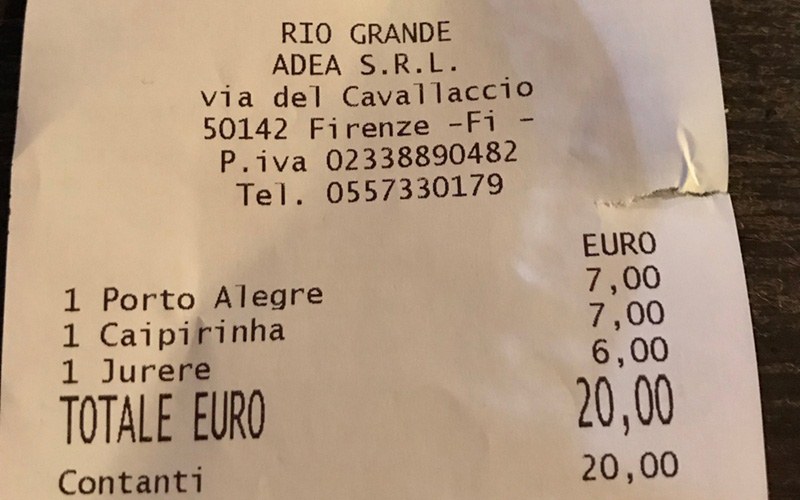 RIO GRANDE
ADEA S.R.L.
via del Cavallaccio
50142 Firenze -Fi -
P.iva 02338890482
Tel. 0557330179
EURO
1 Porto Alegre 7,00
1 Caipirinha 7,00
1 Jurere 6,00
TOTALE EURO 20,00
Contanti 20,00